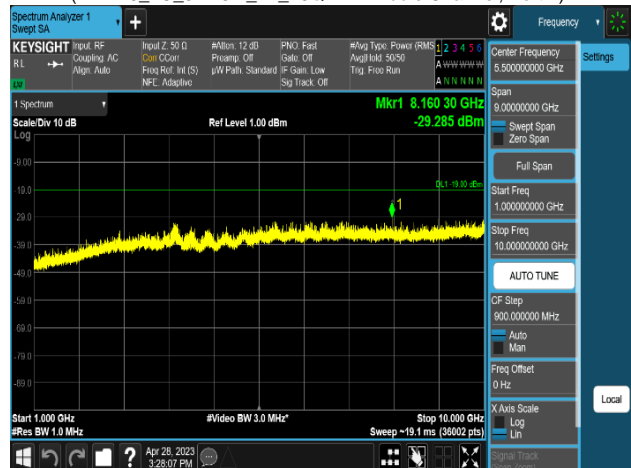 Spectrum Analyzer 1
Swept SA
+
Frequency
KEYSIGHT
RL
Input: RF
Coupling: AC
Align: Auto
Input Z: 50 Ω
Corr CCorr
Freq Ref: Int (S)
NFE: Adaptive
#Atten: 12 dB
Preamp: Off
µW Path: Standard
PNO: Fast
Gate: Off
IF Gain: Low
Sig Track: Off
#Avg Type: Power (RMS)
Avg|Hold: 50/50
Trig: Free Run
1 2 3 4 5 6
A W W W W W
A N N N N N
Center Frequency
5.500000000 GHz
Settings
Span
9.00000000 GHz
Swept Span
Zero Span
Full Span
Start Freq
1.000000000 GHz
Stop Freq
10.000000000 GHz
AUTO TUNE
CF Step
900.000000 MHz
Auto
Man
Freq Offset
0 Hz
X Axis Scale
Log
Lin
Signal Track
Local
1 Spectrum
Mkr1 8.160 30 GHz
-29.285 dBm
Scale/Div 10 dB
Ref Level 1.00 dBm
Log
-9.00
-19.0
DL1 -19.00 dBm
1
-29.0
-39.0
-49.0
-59.0
-69.0
-79.0
-89.0
Start 1.000 GHz
#Video BW 3.0 MHz*
Stop 10.000 GHz
#Res BW 1.0 MHz
Sweep ~19.1 ms (36002 pts)
?
Apr 28, 2023
3:28:07 PM